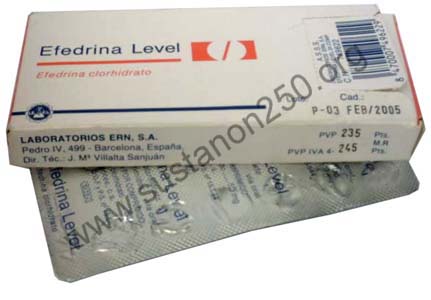 Efedrina Level
Efedrina clorhidrato
LABORATORIOS ERN, S.A.
Pedro IV, 499 - Barcelona, España
Dir. Téc.: J. Mª Villalta Sanjuán
Cad.:
P-03 FEB/2005
PVP 235 Pts.
M.R
PVP IVA 4- 245 Pts.
Efedrina Level
www.sustanon250.org